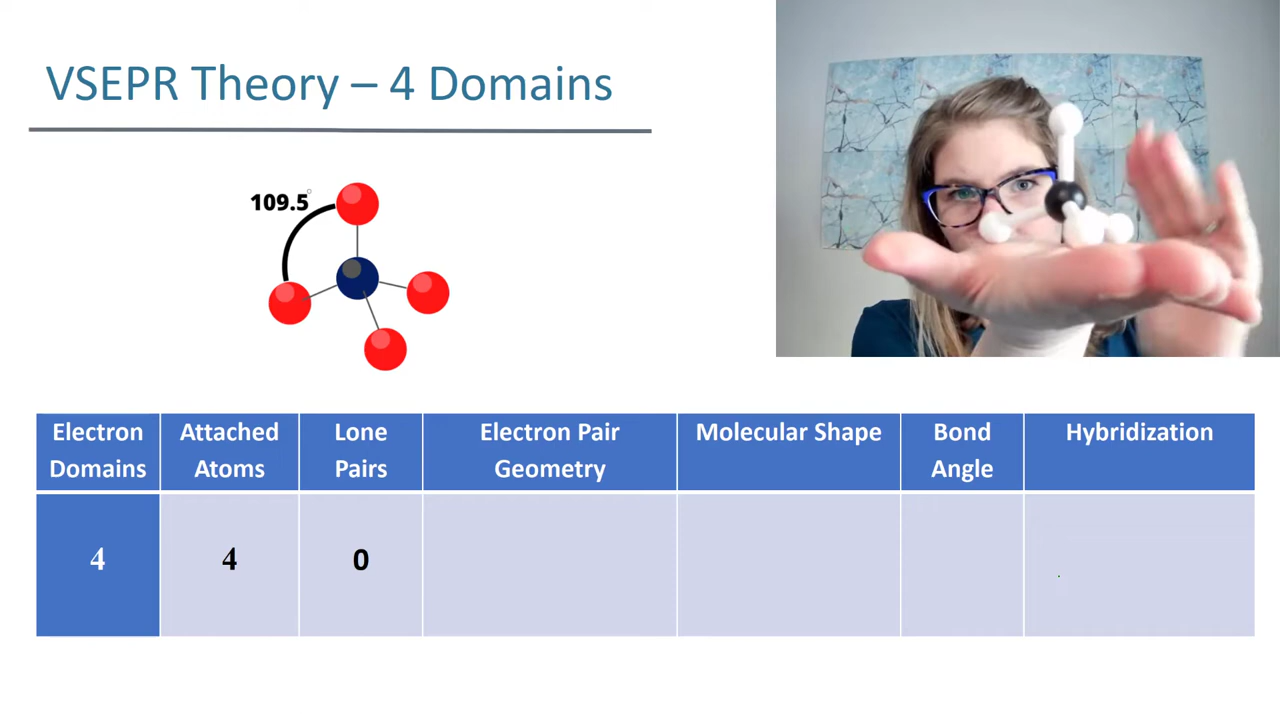 VSEPR Theory – 4 Domains
109.5°
Electron Domains
Attached Atoms
Lone Pairs
Electron Pair Geometry
Molecular Shape
Bond Angle
Hybridization
4
4
0